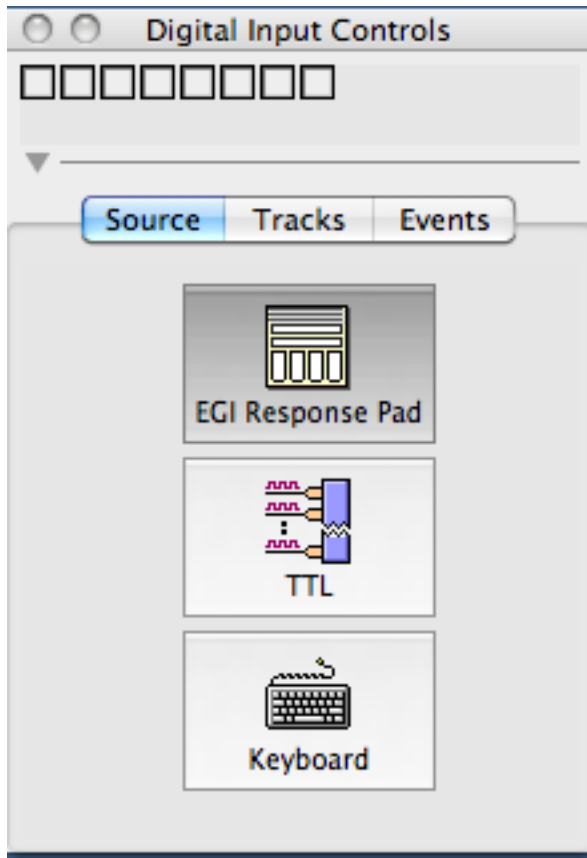 Digital Input Controls
Source Tracks Events
EGI Response Pad
TTL
Keyboard